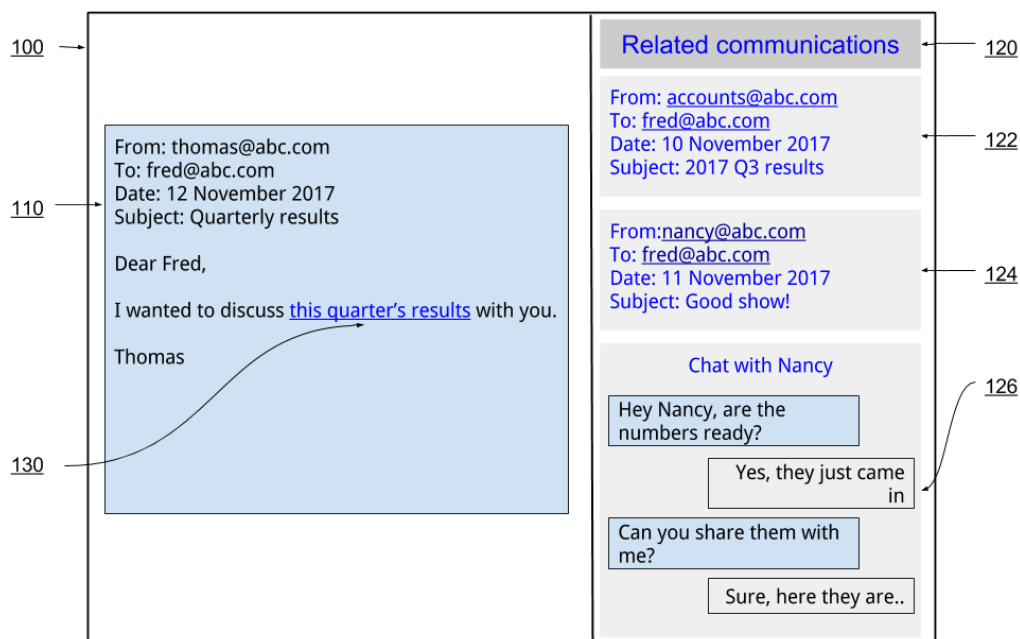 100
110
130
From: thomas@abc.com
To: fred@abc.com
Date: 12 November 2017
Subject: Quarterly results
Dear Fred,
I wanted to discuss this quarter’s results with you.
Thomas
Related communications
From: accounts@abc.com
To: fred@abc.com
Date: 10 November 2017
Subject: 2017 Q3 results
From:nancy@abc.com
To: fred@abc.com
Date: 11 November 2017
Subject: Good show!
Chat with Nancy
Hey Nancy, are the
numbers ready?
Yes, they just came
in
Can you share them with
me?
Sure, here they are..
120
122
124
126